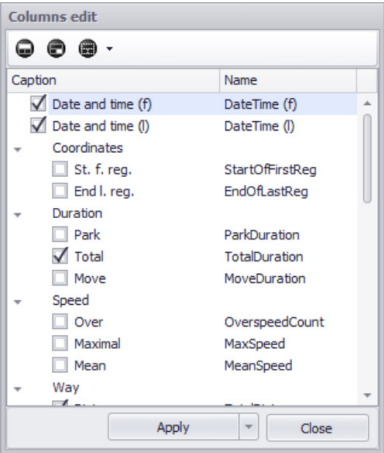 Columns edit
Caption Name
Date and time (f) DateTime (f)
Date and time (l) DateTime (l)
Coordinates
St. f. reg. StartOfFirstReg
End l. reg. EndOfLastReg
Duration
Park ParkDuration
Total TotalDuration
Move MoveDuration
Speed
Over OverspeedCount
Maximal MaxSpeed
Mean MeanSpeed
Way
Apply Close